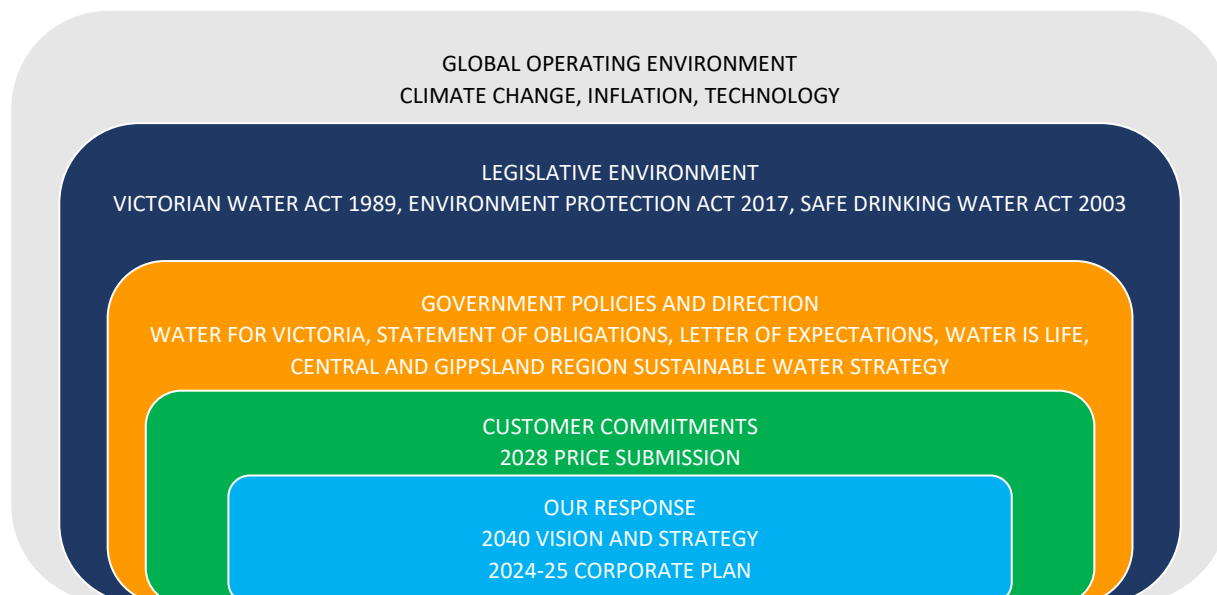 GLOBAL OPERATING ENVIRONMENT
CLIMATE CHANGE, INFLATION, TECHNOLOGY
LEGISLATIVE ENVIRONMENT
VICTORIAN WATER ACT 1989, ENVIRONMENT PROTECTION ACT 2017, SAFE DRINKING WATER ACT 2003
GOVERNMENT POLICIES AND DIRECTION
WATER FOR VICTORIA, STATEMENT OF OBLIGATIONS, LETTER OF EXPECTATIONS, WATER IS LIFE,
CENTRAL AND GIPPSLAND REGION SUSTAINABLE WATER STRATEGY
CUSTOMER COMMITMENTS
2028 PRICE SUBMISSION
OUR RESPONSE
2040 VISION AND STRATEGY
2024-25 CORPORATE PLAN